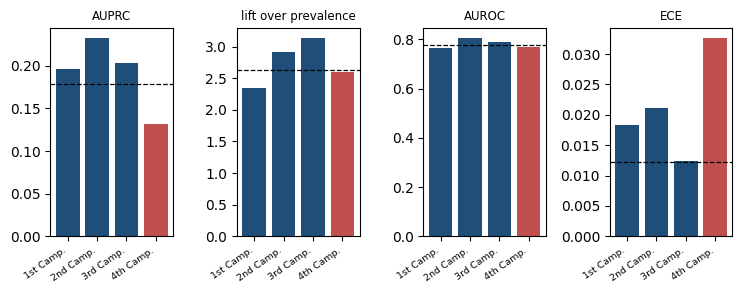 AUPRC
0.20
0.15
0.10
0.05
0.00
1st Camp.
2nd Camp.
3rd Camp.
4th Camp.
lift over prevalence
3.0
2.5
2.0
1.5
1.0
0.5
0.0
1st Camp.
2nd Camp.
3rd Camp.
4th Camp.
AUROC
0.8
0.6
0.4
0.2
0.0
1st Camp.
2nd Camp.
3rd Camp.
4th Camp.
ECE
0.030
0.025
0.020
0.015
0.010
0.005
0.000
1st Camp.
2nd Camp.
3rd Camp.
4th Camp.